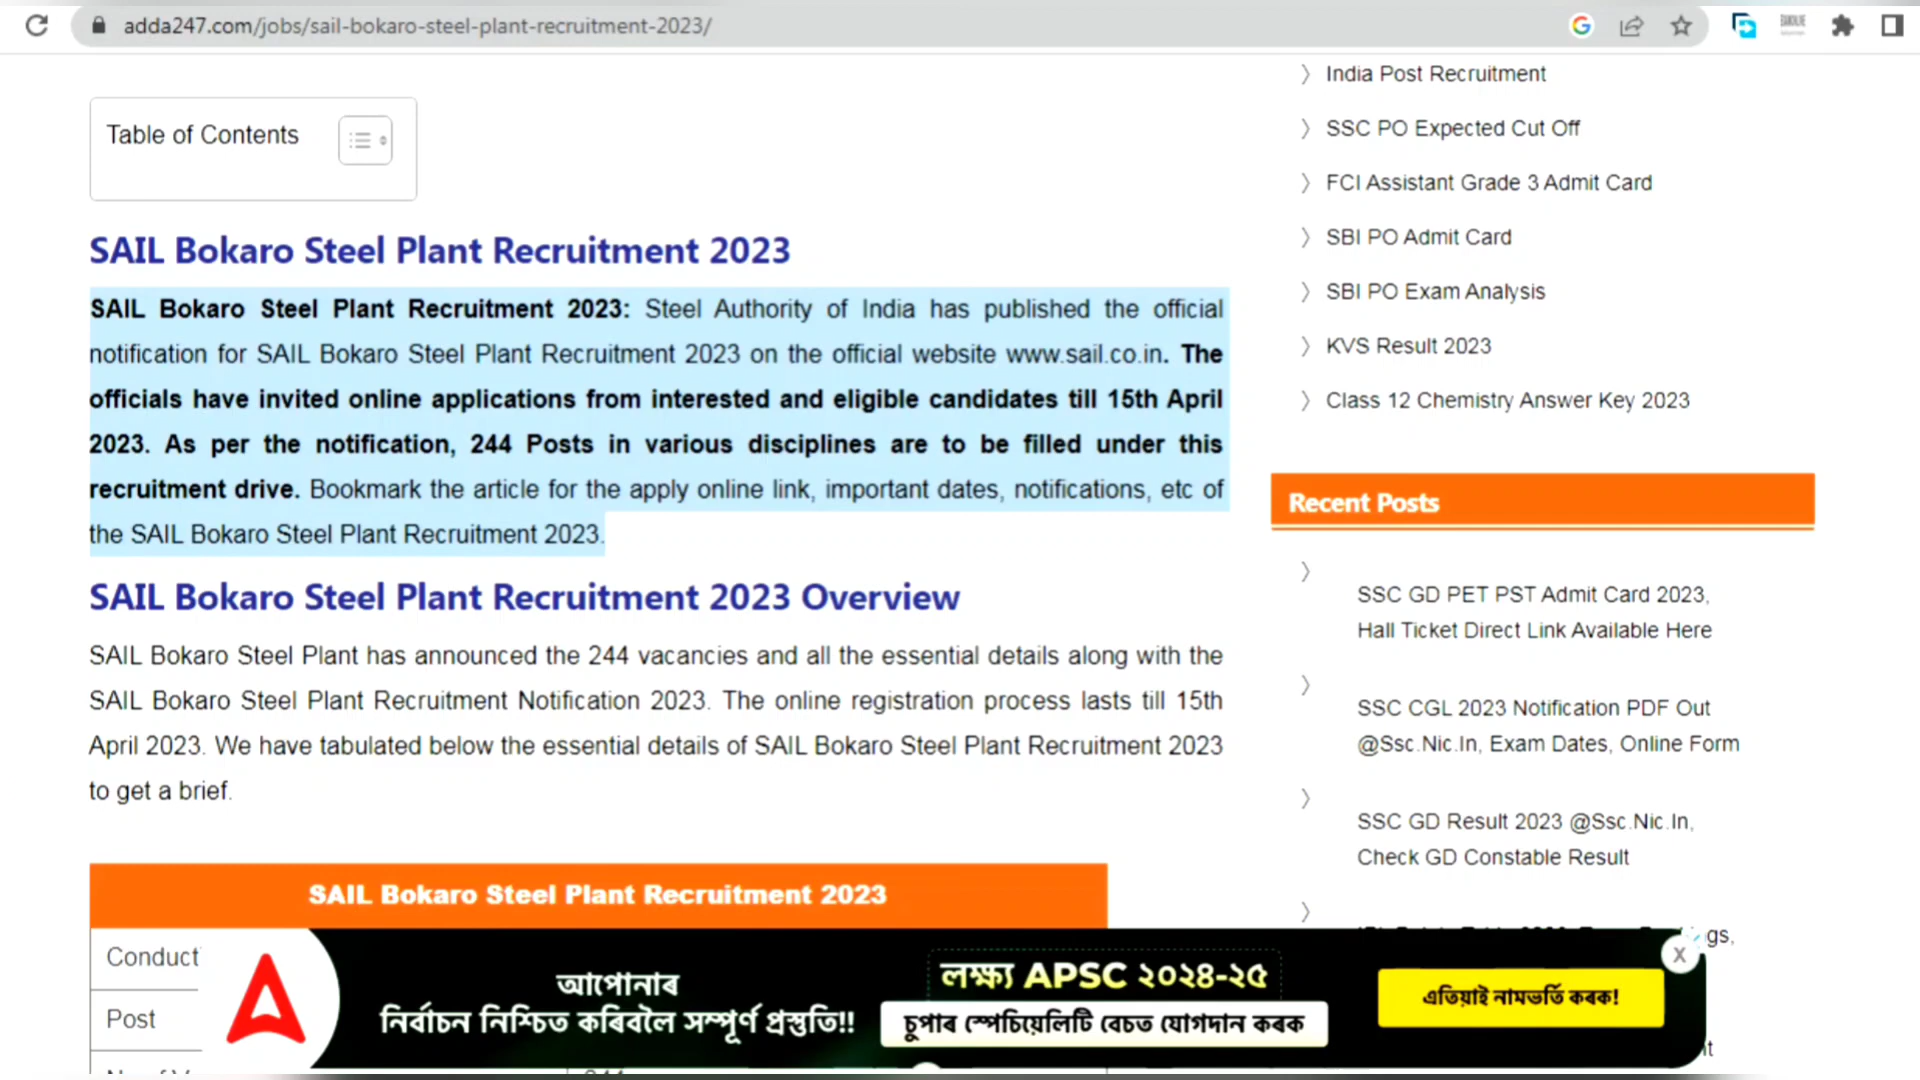 adda247.com/jobs/sail-bokaro-steel-plant-recruitment-2023/
Table of Contents
SAIL Bokaro Steel Plant Recruitment 2023
SAIL Bokaro Steel Plant Recruitment 2023: Steel Authority of India has published the official
notification for SAIL Bokaro Steel Plant Recruitment 2023 on the official website www.sail.co.in. The
officials have invited online applications from interested and eligible candidates till 15th April
2023. As per the notification, 244 Posts in various disciplines are to be filled under this
recruitment drive. Bookmark the article for the apply online link, important dates, notifications, etc of
the SAIL Bokaro Steel Plant Recruitment 2023.
SAIL Bokaro Steel Plant Recruitment 2023 Overview
SAIL Bokaro Steel Plant has announced the 244 vacancies and all the essential details along with the
SAIL Bokaro Steel Plant Recruitment Notification 2023. The online registration process lasts till 15th
April 2023. We have tabulated below the essential details of SAIL Bokaro Steel Plant Recruitment 2023
to get a brief.
SAIL Bokaro Steel Plant Recruitment 2023
Conduct
Post
India Post Recruitment
SSC PO Expected Cut Off
FCI Assistant Grade 3 Admit Card
SBI PO Admit Card
SBI PO Exam Analysis
KVS Result 2023
Class 12 Chemistry Answer Key 2023
Recent Posts
SSC GD PET PST Admit Card 2023,
Hall Ticket Direct Link Available Here
SSC CGL 2023 Notification PDF Out
@Ssc.Nic.In, Exam Dates, Online Form
SSC GD Result 2023 @Ssc.Nic.In,
Check GD Constable Result
আপোনাৰ
নিৰ্বাচন নিশ্চিত কৰিবলৈ সম্পূৰ্ণ প্ৰস্তুতি!!
লক্ষ্য APSC ২০২৪-২৫
চুপাৰ স্পেচিয়েলিটি বেচত যোগদান কৰক
এতিয়াই নামভৰ্তি কৰক!
X